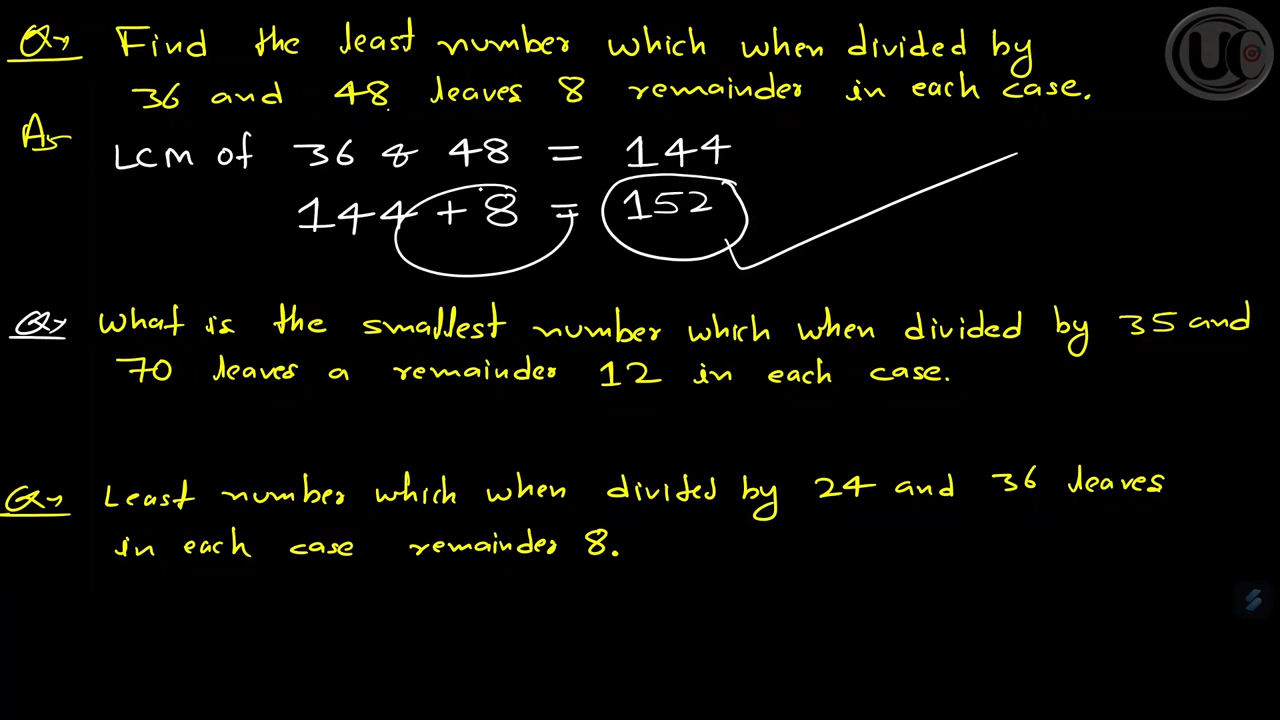 Q→ Find the least number which when divided by
36 and 48 leaves 8 remainder in each case.
UC
As
LCM of 36 & 48 = 144
144 + 8 = 152
Q→ What is the smallest number which when divided by 35 and
70 leaves a remainder 12 in each case.
Q→ Least number which when divided by 24 and 36 leaves
in each case remainder 8.